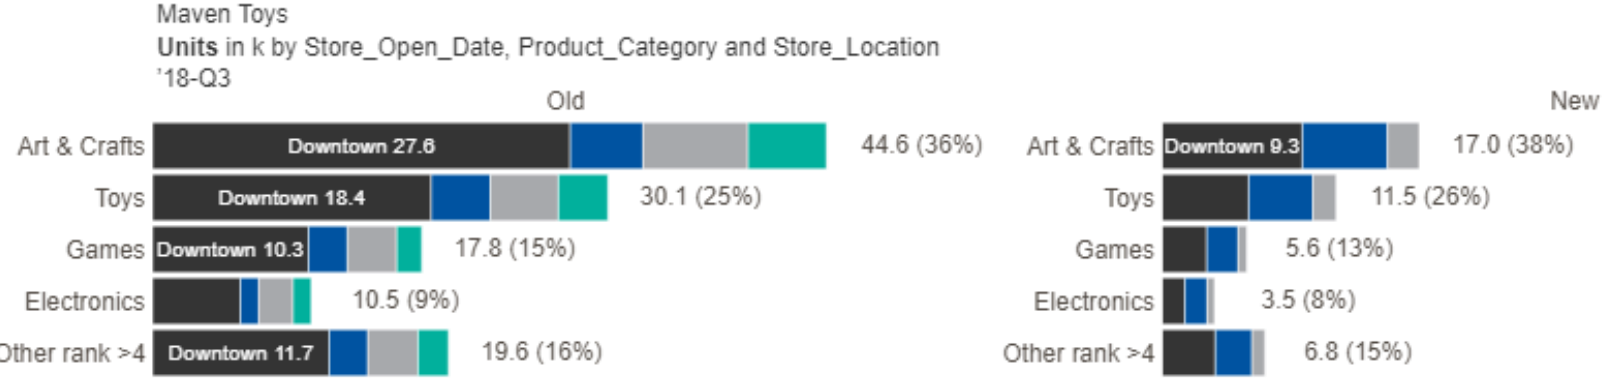 Maven Toys
Units in k by Store_Open_Date, Product_Category and Store_Location
'18-Q3
Old
New
Art & Crafts Downtown 27.6 44.6 (36%) Art & Crafts Downtown 9.3 17.0 (38%)
Toys Downtown 18.4 30.1 (25%) Toys 11.5 (26%)
Games Downtown 10.3 17.8 (15%) Games 5.6 (13%)
Electronics 10.5 (9%) Electronics 3.5 (8%)
Other rank >4 Downtown 11.7 19.6 (16%) Other rank >4 6.8 (15%)